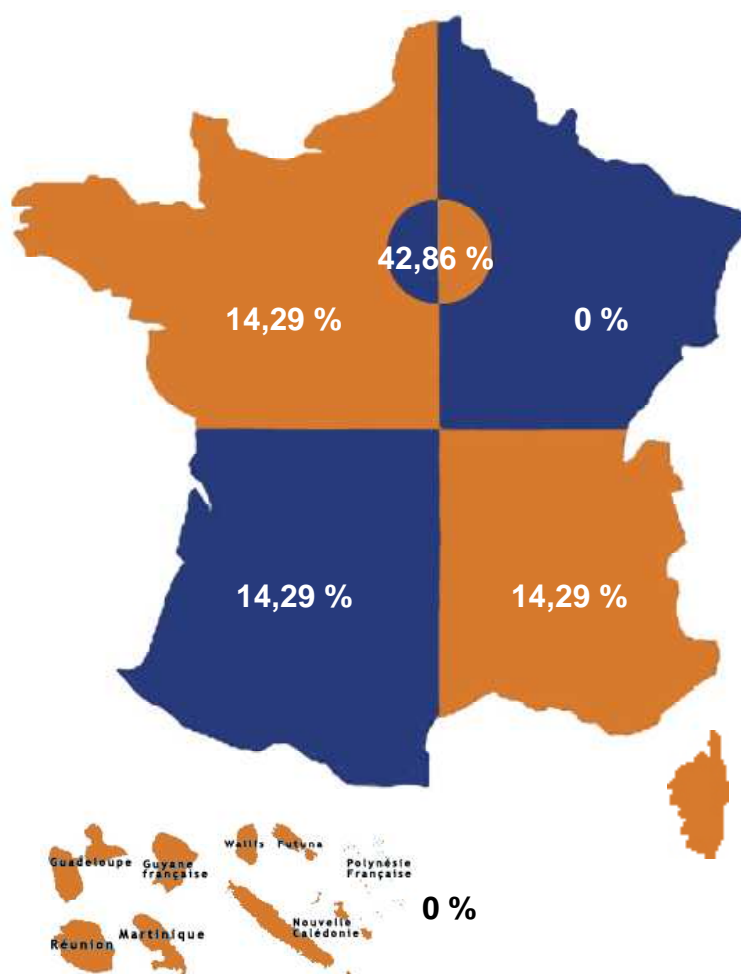 42,86 %
14,29 %
0 %
14,29 %
14,29 %
Guadeloupe
Guyane
française
Wallis
Futuna
Polynésie
Française
0 %
Réunion
Martinique
Nouvelle
Calédonie